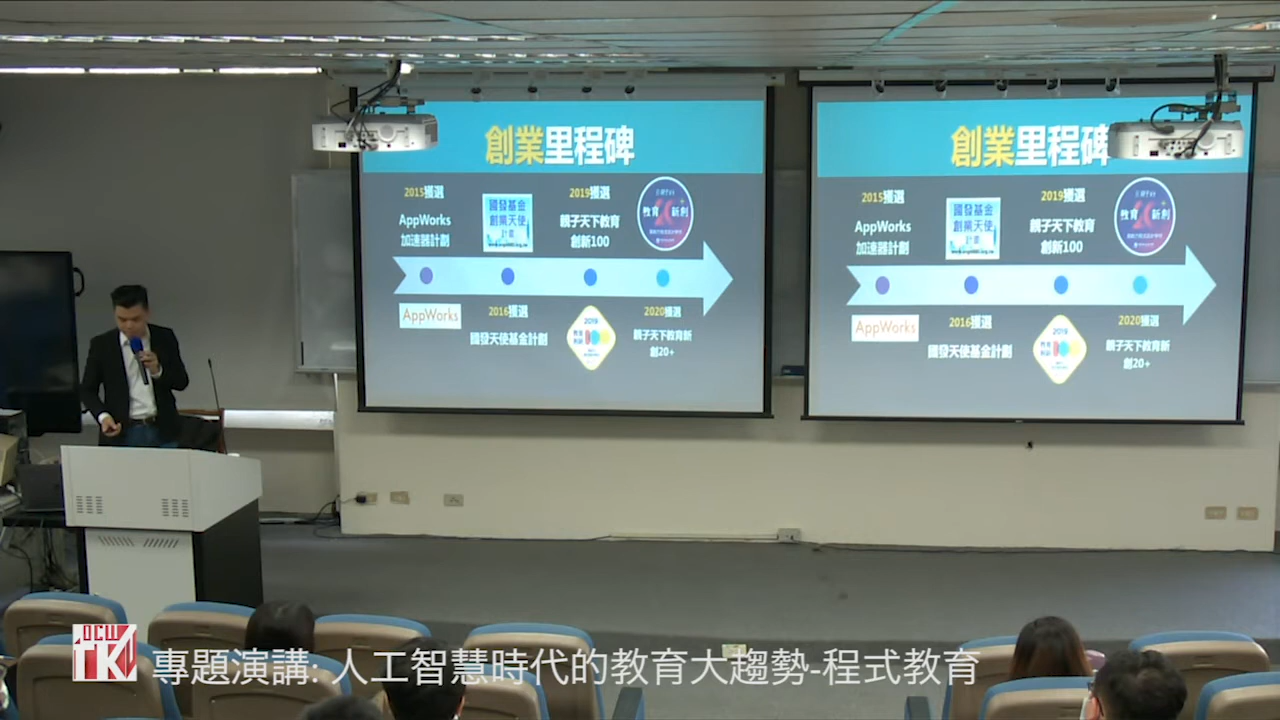 創業里程碑
2015獲選
AppWorks
加速器計劃
國發基金
創業天使
計劃
2019獲選
親子天下教育
創新100
教育 新創
AppWorks
2016獲選
國發天使基金計劃
2019
2020獲選
親子天下教育新
創20+
創業里程碑
2015獲選
AppWorks
加速器計劃
國發基金
創業天使
計劃
2019獲選
親子天下教育
創新100
教育 新創
AppWorks
2016獲選
國發天使基金計劃
2019
2020獲選
親子天下教育新
創20+
OCW
TK
專題演講: 人工智慧時代的教育大趨勢-程式教育